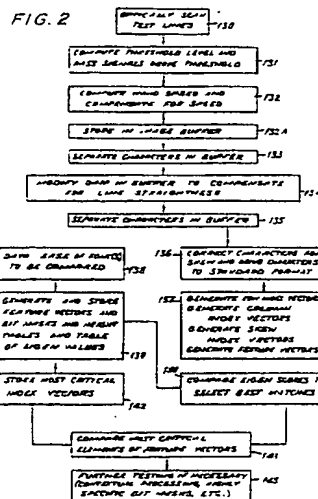 FIG. 2
OPTICALLY SCAN
TEST LINES
130
COMPUTE THRESHOLD LEVEL AND
PASS SIGNALS ABOVE THRESHOLD
131
COMPUTE HAND SPEED AND
COMPENSATE FOR SPEED
132
STORE IN IMAGE BUFFER
132A
SEPARATE CHARACTERS IN BUFFER
133
MODIFY DATA IN BUFFER TO COMPENSATE
FOR LINE STRAIGHTNESS
134
SEPARATE CHARACTERS IN BUFFER
135
DATA BASE OF FONT(S)
TO BE COMPARED
138
136
CORRECT CHARACTERS FOR
SKEW AND CHARACTERS
TO STANDARD FORMAT
GENERATE AND STORE
FEATURE VECTORS AND
BIT MASKS AND HEIGHT
TABLES AND TABLE
OF EIGEN VALUES
139
GENERATE ROW INDEX VECTORS
GENERATE COLUMN
INDEX VECTORS
GENERATE SKEW
INDEX VECTORS
GENERATE FEATURE VECTORS
STORE MOST CRITICAL
INDEX VECTORS
142
COMPARE EIGEN SCORES
SELECT BEST MATCHES
COMPARE MOST CRITICAL
ELEMENTS OF FEATURE VECTORS
141
FURTHER TESTING IF NECESSARY
(CONTEXTUAL PROCESSING, HIGHLY
SPECIFIC BIT MASKS, ETC.)